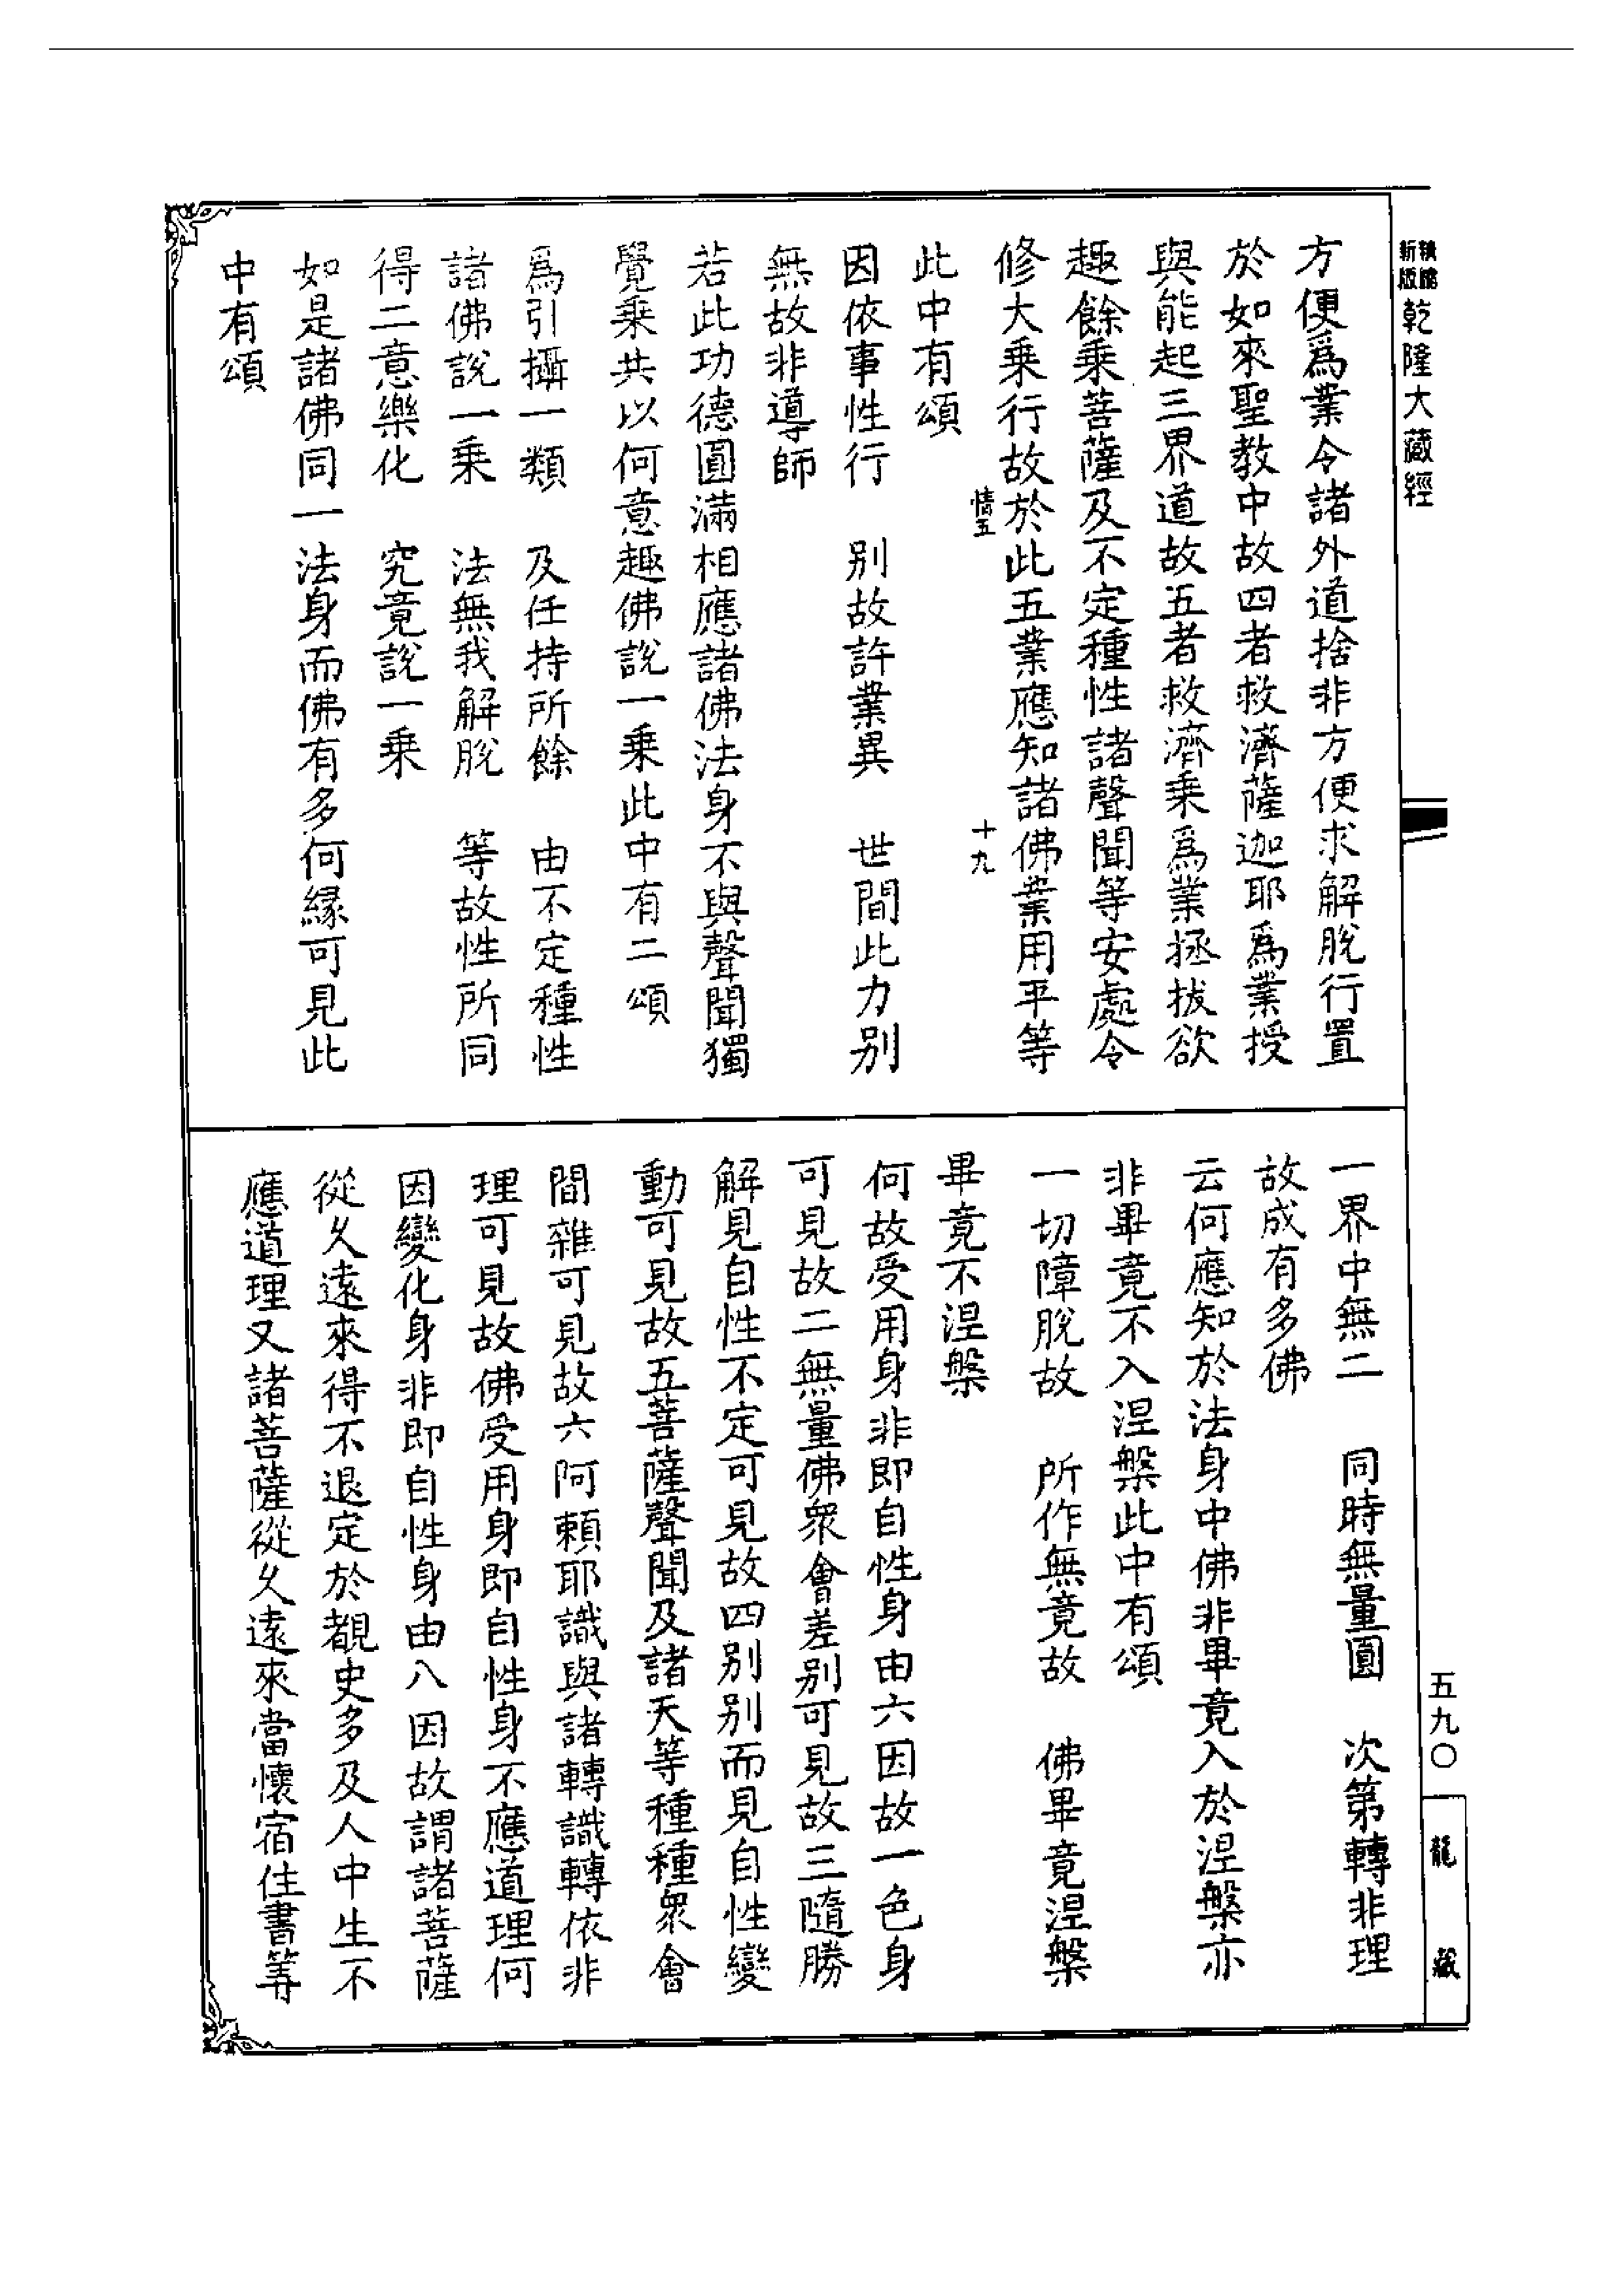 精縮
新版
乾隆大藏經
方便爲業令諸外道捨非方便求解脫行置
於如來聖教中故四者救濟薩迦耶爲業授
與能起三界道故五者救濟乘爲業拯拔欲
趣餘乘菩薩及不定種性諸聲聞等安處令
修大乘行故於此五業應知諸佛業用平等
情五
十九
此中有頌
因依事性行　別故許業異　世間此力別
無故非導師
若此功德圓滿相應諸佛法身不與聲聞獨
覺乘共以何意趣佛說一乘此中有二頌
爲引攝一類　及任持所餘　由不定種性
諸佛說一乘　法無我解脫　等故性所同
得二意樂化　究竟說一乘
如是諸佛同一法身而佛有多何緣可見此
中有頌
一界中無二　同時無量圓　次第轉非理
故成有多佛
云何應知於法身中佛非畢竟入於涅槃亦
非畢竟不入涅槃此中有頌
一切障脫故　所作無竟故　佛畢竟涅槃
畢竟不涅槃
何故受用身非即自性身由六因故一色身
可見故二無量佛衆會差別可見故三隨勝
解見自性不定可見故四別別而見自性變
動可見故五菩薩聲聞及諸天等種種衆會
間雜可見故六阿賴耶識與諸轉識轉依非
理可見故佛受用身即自性身不應道理何
因變化身非即自性身由八因故謂諸菩薩
從久遠來得不退定於覩史多及人中生不
應道理又諸菩薩從久遠來當懷宿住書等
五九〇
龍藏